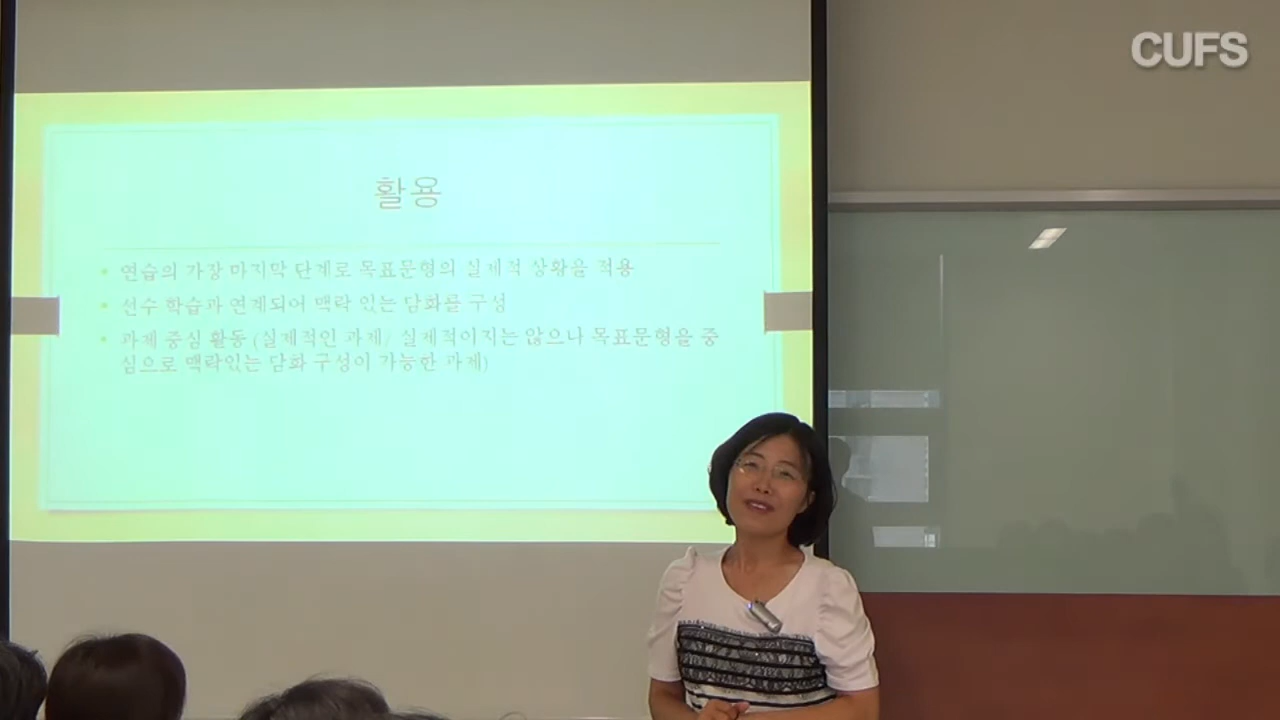 CUFS
활용
연습의 가장 마지막 단계로 목표문형의 실제적 상황을 적용
선수 학습과 연계되어 맥락 있는 담화를 구성
과제 중심 활동 (실제적인 과제/ 실제적이지는 않으나 목표문형을 중
심으로 맥락있는 담화 구성이 가능한 과제)